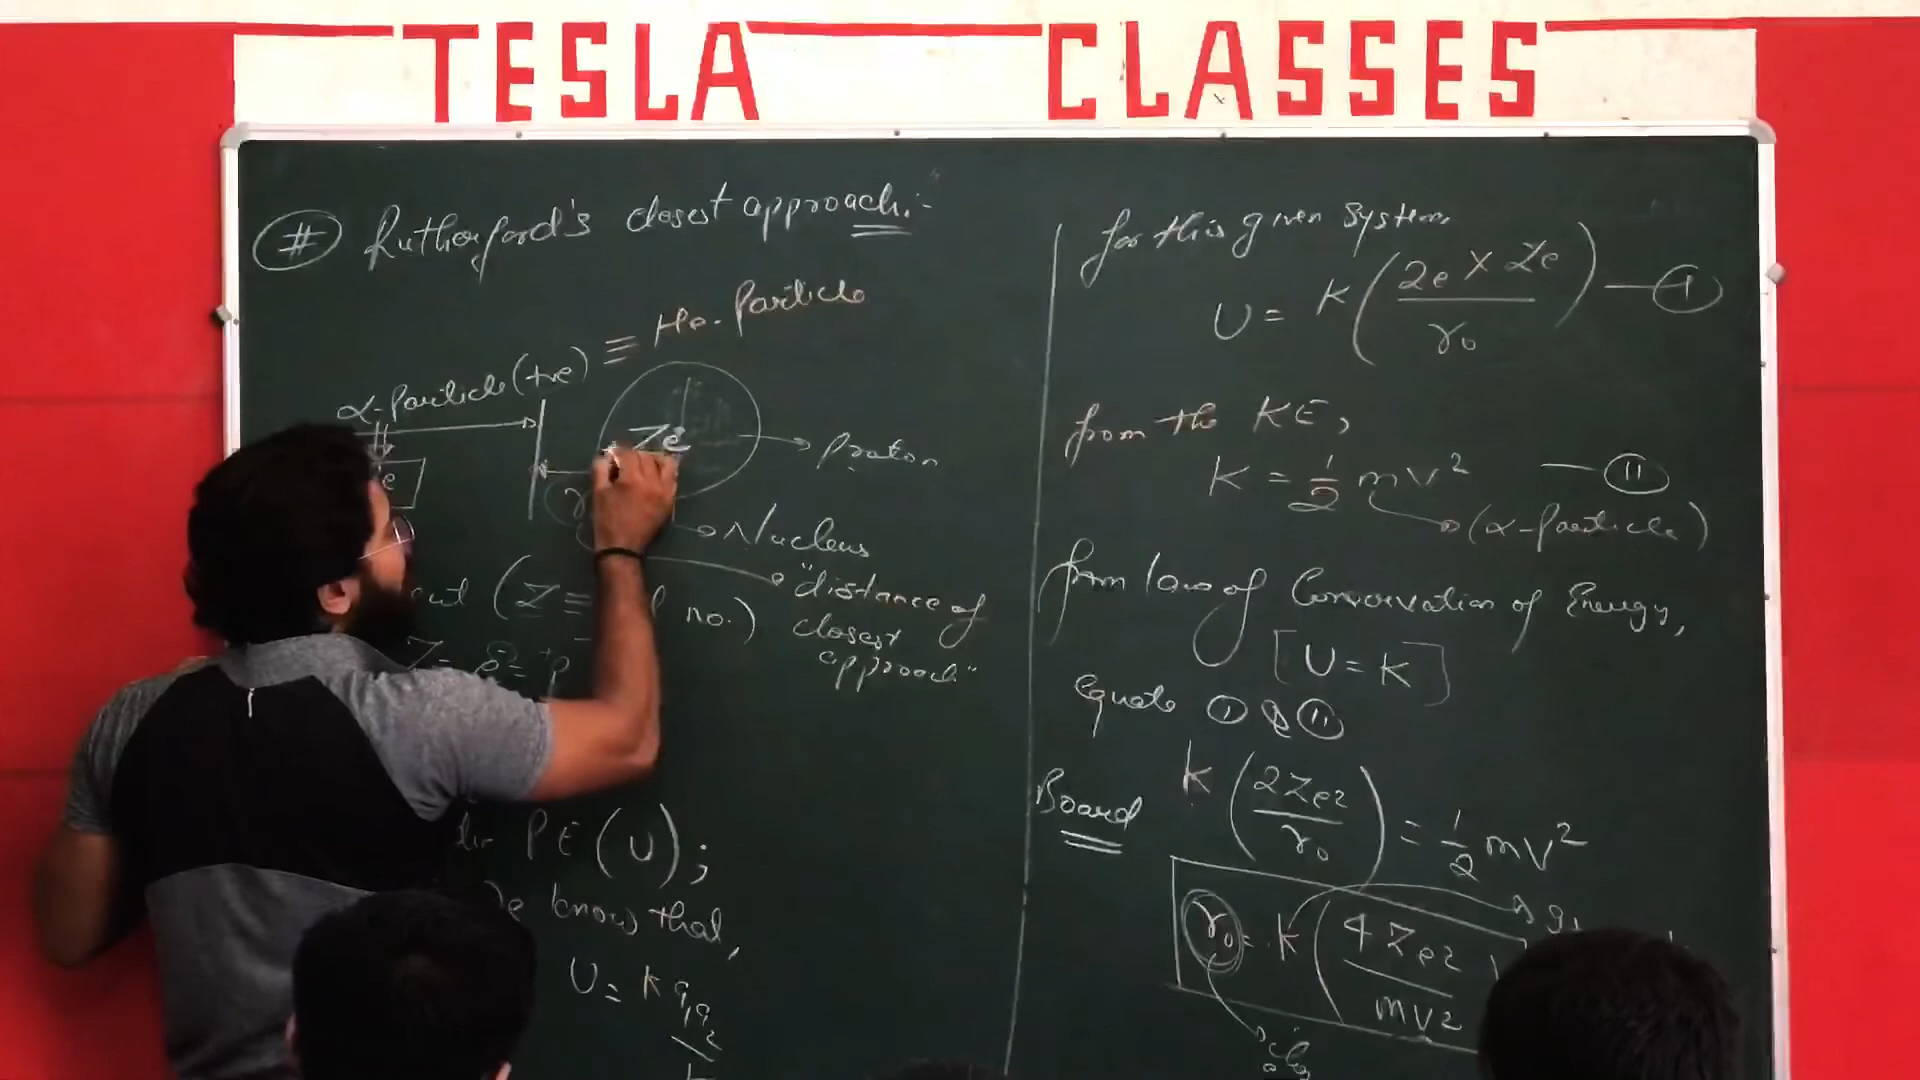 TESLA CLASSES
# Rutherford's closest approach:-
α-Particle (+ve) ≡ He-Particle
Ze
Proton
e
Nucleus
"distance of
closest
approach"
(Z ≡ no.)
PE (U);
know that,
U = K q1q2
for this given system,
U = K (2e × Ze / r₀) — I
from the KE,
K = 1/2 mv² — II
(α-Particle)
from law of Conservation of Energy,
[U = K]
Equate I & II
Board
K (2Ze² / r₀) = 1/2 mv²
r₀ = K (4Ze² / mv²)